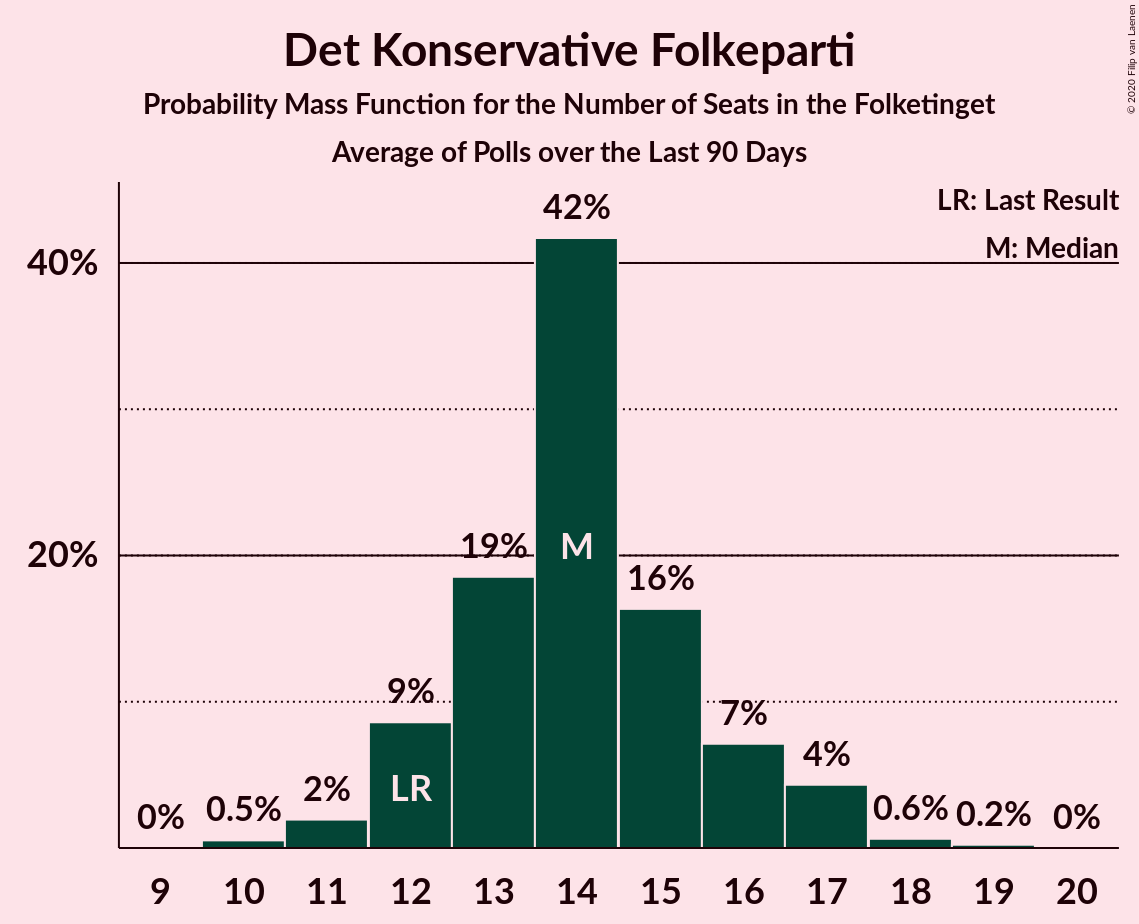 Det Konservative Folkeparti
Probability Mass Function for the Number of Seats in the Folketinget
Average of Polls over the Last 90 Days
© 2020 Filip van Laenen
LR: Last Result
M: Median
40%
20%
0%
0.5%
2%
9%
19%
42%
16%
7%
4%
0.6%
0.2%
0%
LR
M
9 10 11 12 13 14 15 16 17 18 19 20